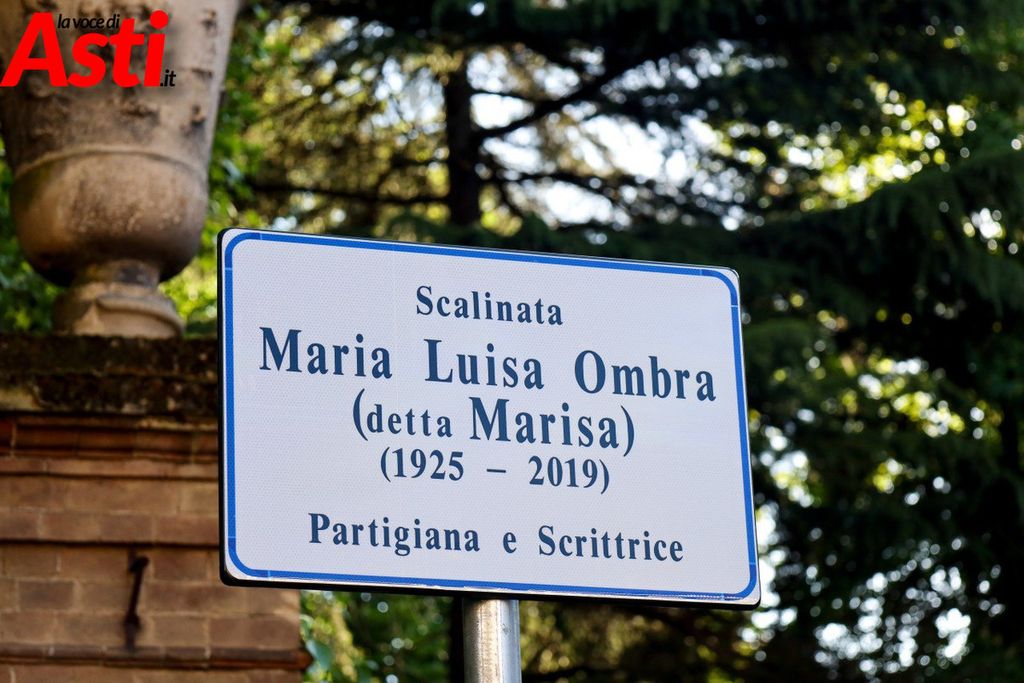 la voce di
Asti.it
Scalinata
Maria Luisa Ombra
(detta Marisa)
(1925 – 2019)
Partigiana e Scrittrice